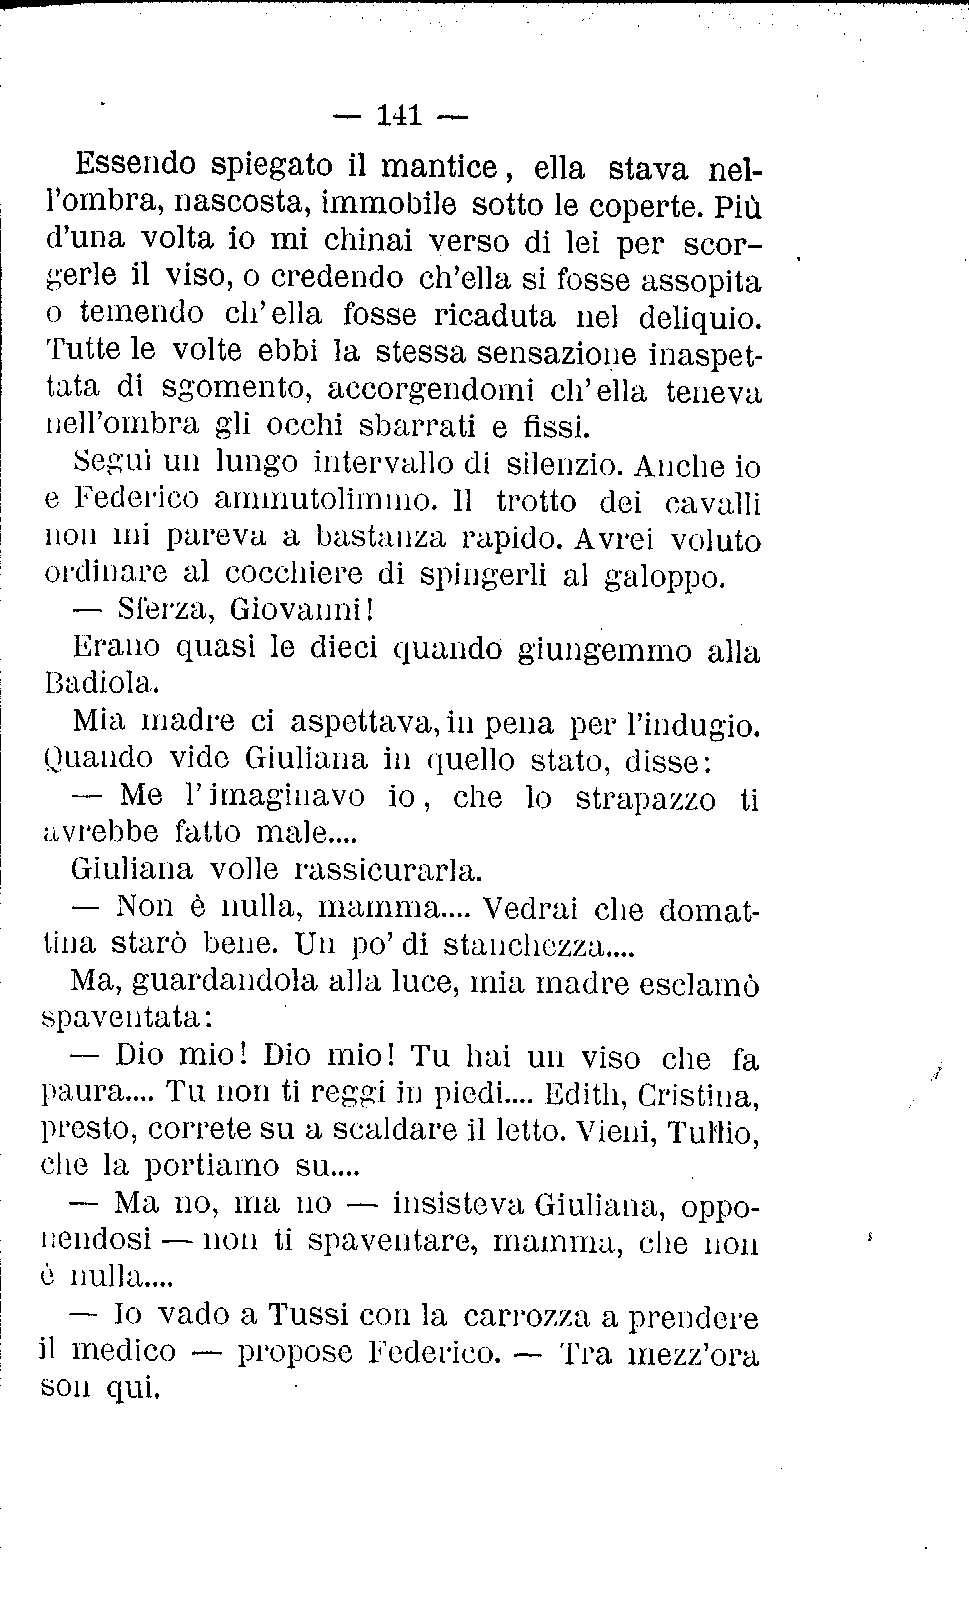 — 141 —
Essendo spiegato il mantice, ella stava nel-
l'ombra, nascosta, immobile sotto le coperte. Più
d'una volta io mi chinai verso di lei per scor-
gerle il viso, o credendo ch'ella si fosse assopita
o temendo ch'ella fosse ricaduta nel deliquio.
Tutte le volte ebbi la stessa sensazione inaspet-
tata di sgomento, accorgendomi ch'ella teneva
nell'ombra gli occhi sbarrati e fissi.
Seguì un lungo intervallo di silenzio. Anche io
e Federico ammutolimmo. Il trotto dei cavalli
non mi pareva a bastanza rapido. Avrei voluto
ordinare al cocchiere di spingerli al galoppo.
— Sferza, Giovanni!
Erano quasi le dieci quando giungemmo alla
Badiola.
Mia madre ci aspettava, in pena per l'indugio.
Quando vide Giuliana in quello stato, disse:
— Me l'imaginavo io, che lo strapazzo ti
avrebbe fatto male....
Giuliana volle rassicurarla.
— Non è nulla, mamma.... Vedrai che domat-
tina starò bene. Un po' di stanchezza....
Ma, guardandola alla luce, mia madre esclamò
spaventata:
— Dio mio! Dio mio! Tu hai un viso che fa
paura.... Tu non ti reggi in piedi.... Edith, Cristina,
presto, correte su a scaldare il letto. Vieni, Tullio,
che la portiamo su....
— Ma no, ma no — insisteva Giuliana, oppo-
nendosi — non ti spaventare, mamma, che non
è nulla....
— Io vado a Tussi con la carrozza a prendere
il medico — propose Federico. — Tra mezz'ora
son qui.